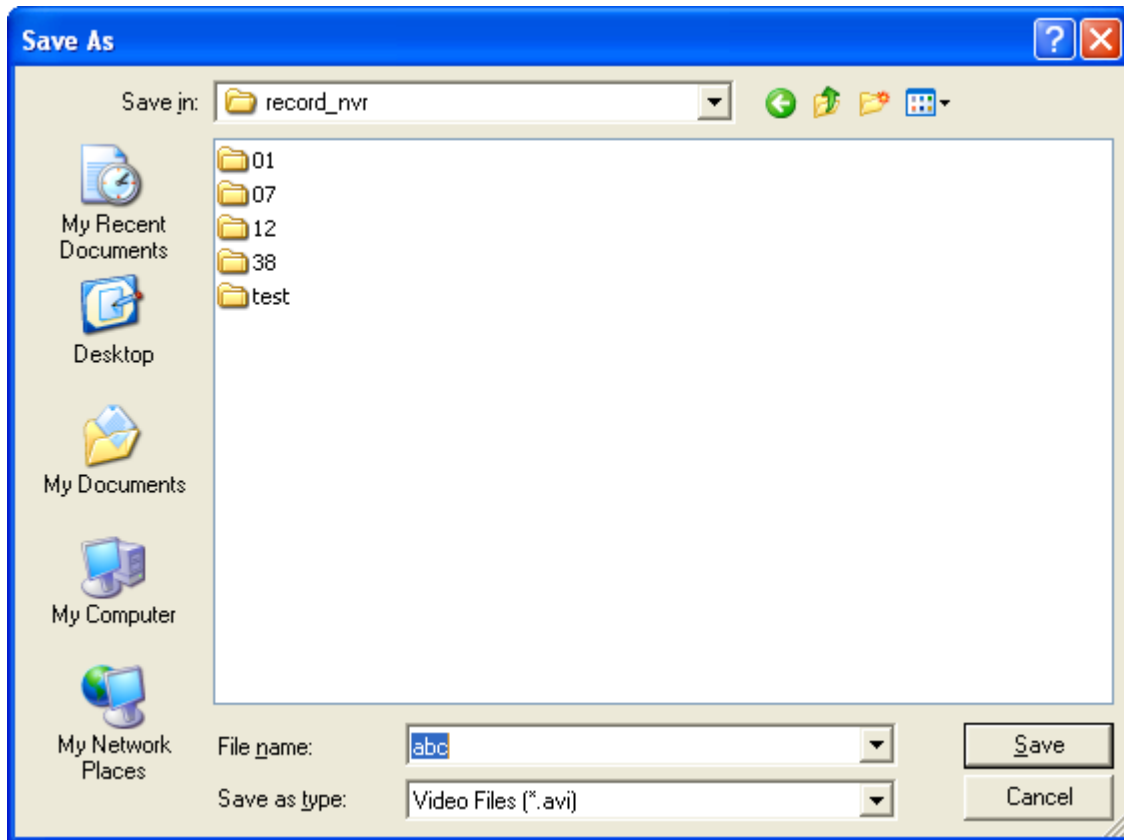 Save As
Save in: record_nvr
01
07
12
38
test
My Recent
Documents
Desktop
My Documents
My Computer
My Network
Places
File name: abc
Save
Save as type: Video Files (*.avi)
Cancel